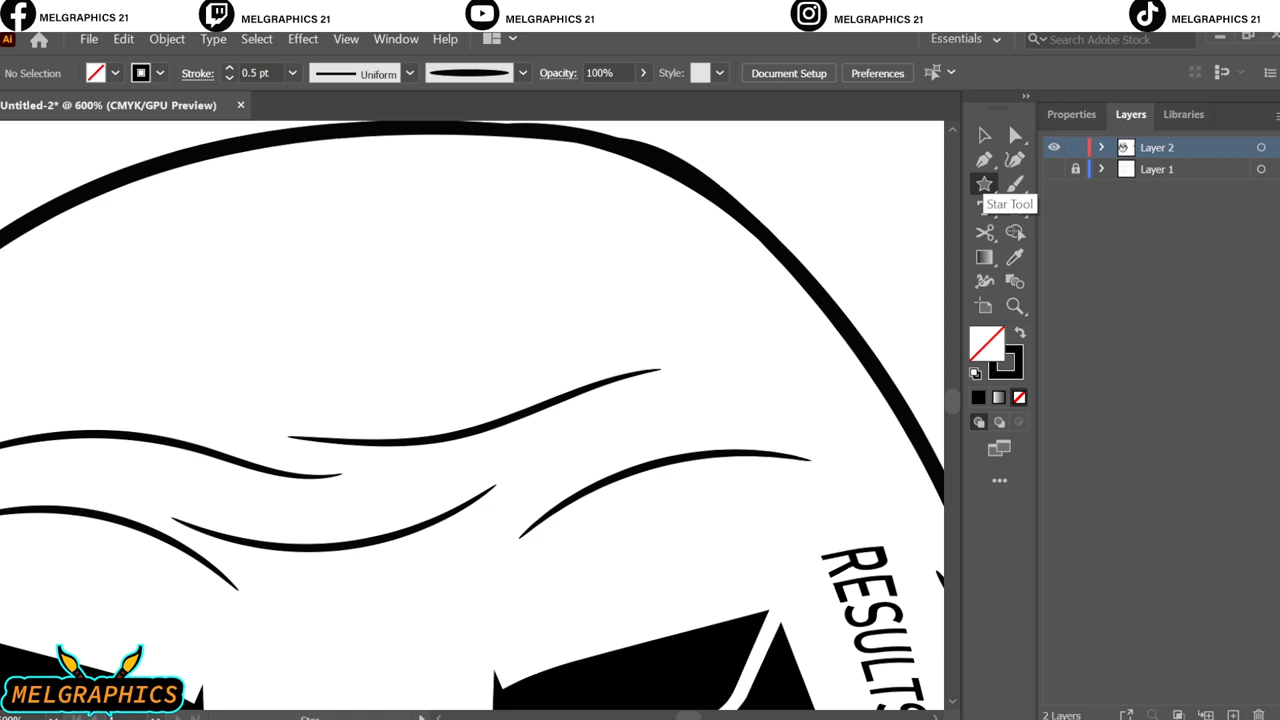 MELGRAPHICS 21 MELGRAPHICS 21 MELGRAPHICS 21 MELGRAPHICS 21 MELGRAPHICS 21
Ai File Edit Object Type Select Effect View Window Help Essentials Search Adobe Stock
No Selection Stroke: 0.5 pt Uniform Opacity: 100% Style: Document Setup Preferences
Untitled-2* @ 600% (CMYK/GPU Preview)
Properties Layers Libraries
Layer 2
Layer 1
Star Tool
RESULTS
MELGRAPHICS
2 Layers